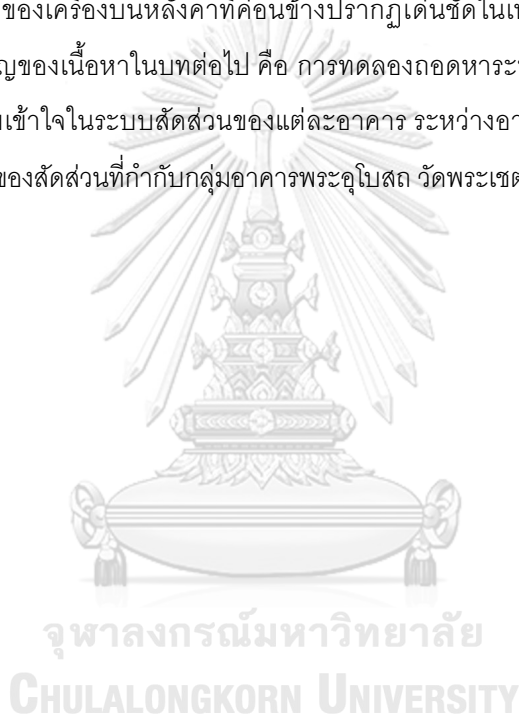 ของเครื่องบนหลังคาที่ค่อนข้างปรากฏเด่นชัดใน
ของเนื้อหาในบทต่อไป คือ การทดลองถอดหา
เข้าใจในระบบสัดส่วนของแต่ละอาคาร ระหว่าง
ของสัดส่วนที่กำกับกลุ่มอาคารพระอุโบสถ วัดพระเชต
จุฬาลงกรณ์มหาวิทยาลัย
CHULALONGKORN UNIVERSITY